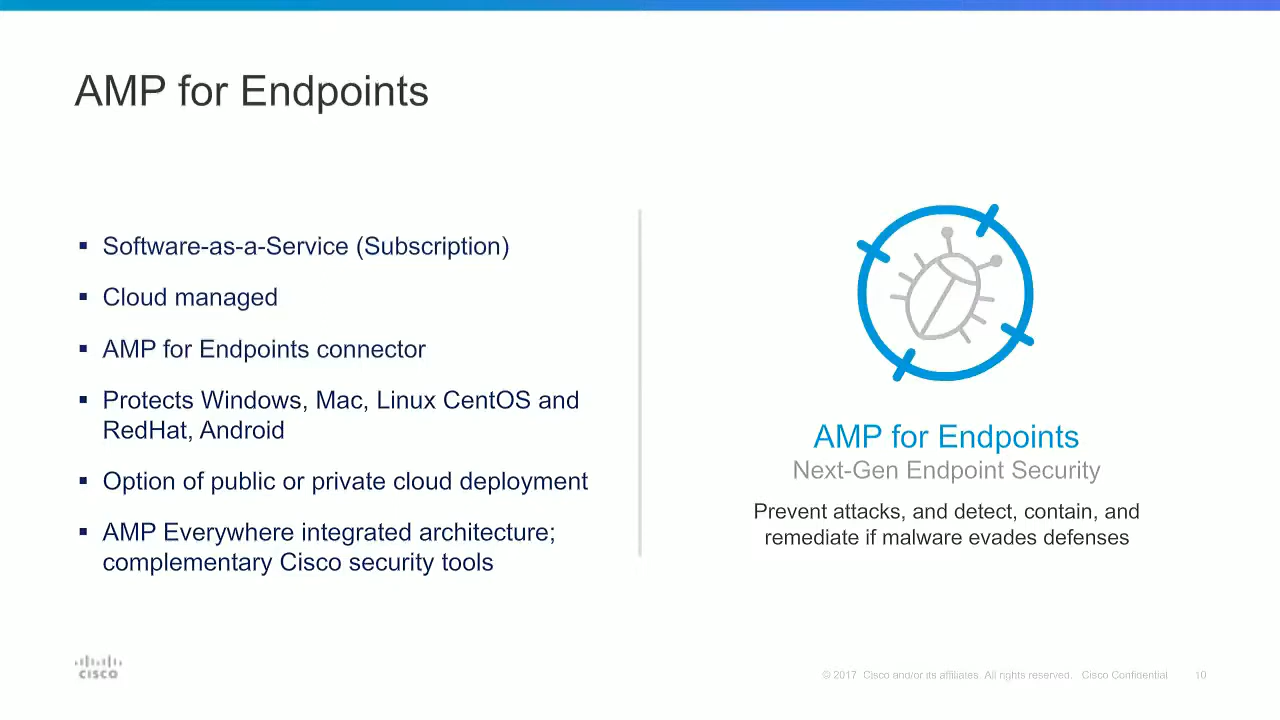 AMP for Endpoints
▪ Software-as-a-Service (Subscription)
▪ Cloud managed
▪ AMP for Endpoints connector
▪ Protects Windows, Mac, Linux CentOS and
RedHat, Android
▪ Option of public or private cloud deployment
▪ AMP Everywhere integrated architecture;
complementary Cisco security tools
AMP for Endpoints
Next-Gen Endpoint Security
Prevent attacks, and detect, contain, and
remediate if malware evades defenses
CISCO
© 2017 Cisco and/or its affiliates. All rights reserved. Cisco Confidential 10